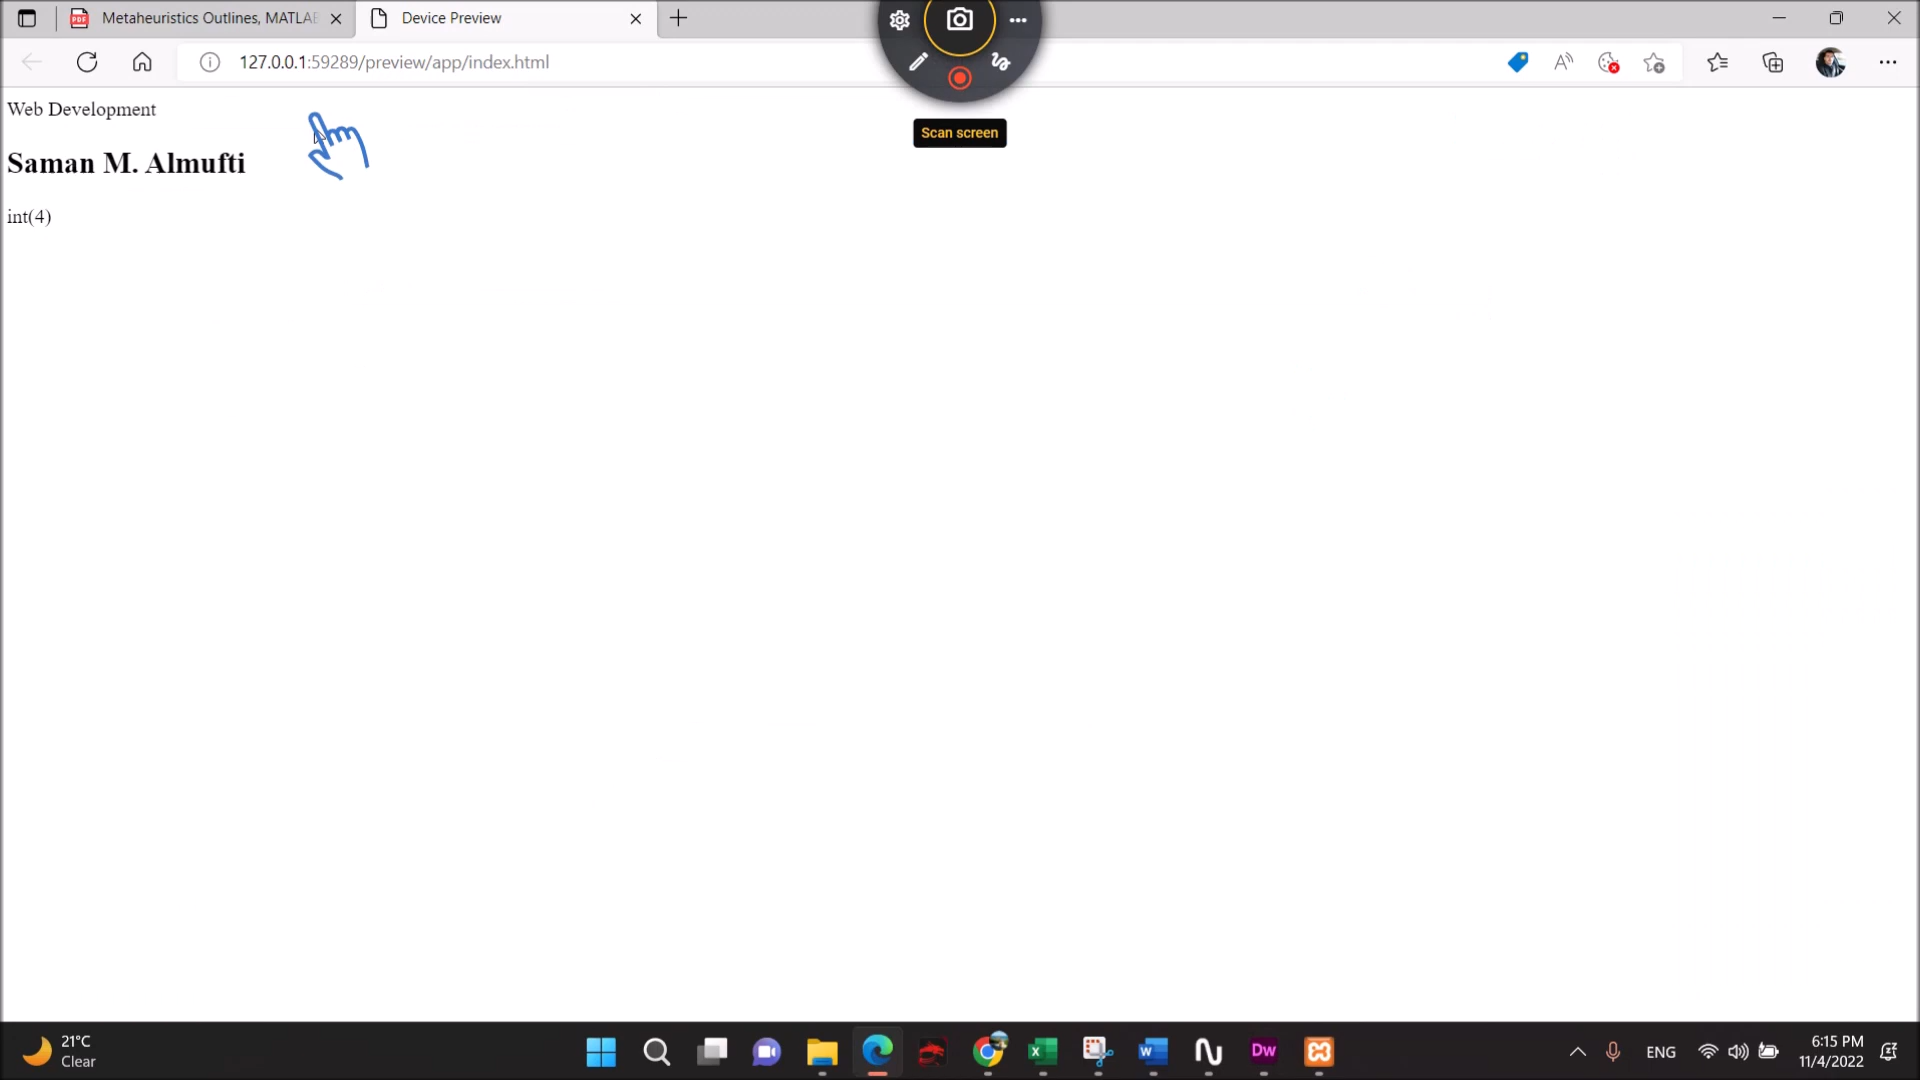 Metaheuristics Outlines, MATLAB
Device Preview
127.0.0.1:59289/preview/app/index.html
Scan screen
Web Development
Saman M. Almufti
int(4)
21°C
Clear
Dw
ENG
6:15 PM
11/4/2022